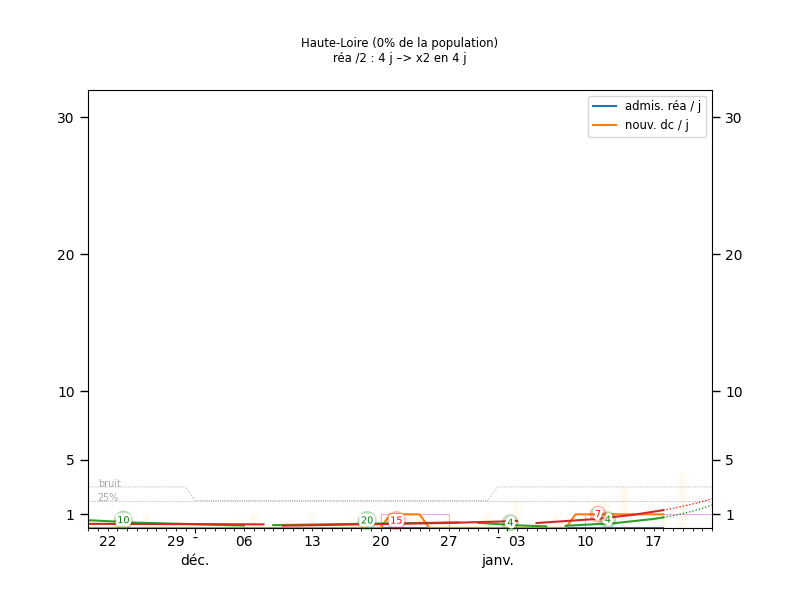 Haute-Loire (0% de la population)
réa /2 : 4 j –> x2 en 4 j
admis. réa / j
nouv. dc / j
30 30
20 20
10 10
5 5
bruit
25%
1 1
10 20 15 4 7 4
22 29 - 06 13 20 27 - 03 10 17
déc. janv.